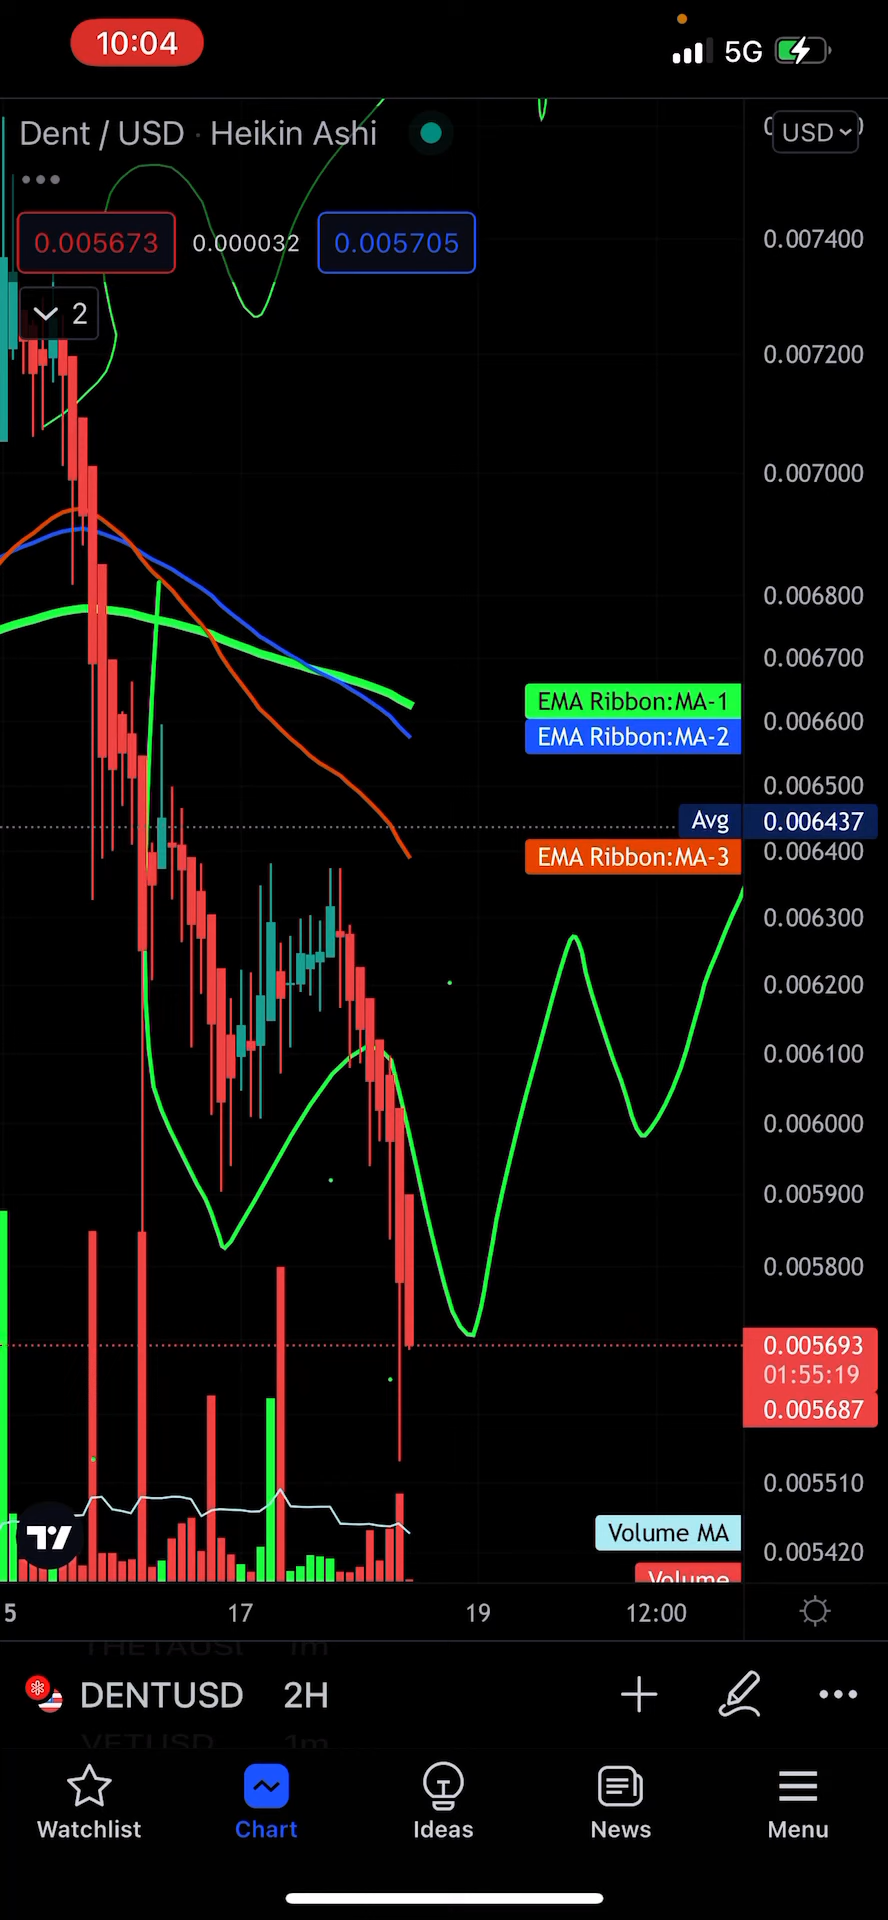 10:04
5G
Dent / USD · Heikin Ashi
USD
0.005673
0.000032
0.005705
2
0.007400
0.007200
0.007000
0.006800
0.006700
EMA Ribbon:MA-1
0.006600
EMA Ribbon:MA-2
0.006500
Avg
0.006437
EMA Ribbon:MA-3
0.006400
0.006300
0.006200
0.006100
0.006000
0.005900
0.005800
0.005693
01:55:19
0.005687
0.005510
Volume MA
0.005420
Volume
5
17
19
12:00
THETAUSD 1m
DENTUSD 2H
VETUSD 1m
Watchlist
Chart
Ideas
News
Menu